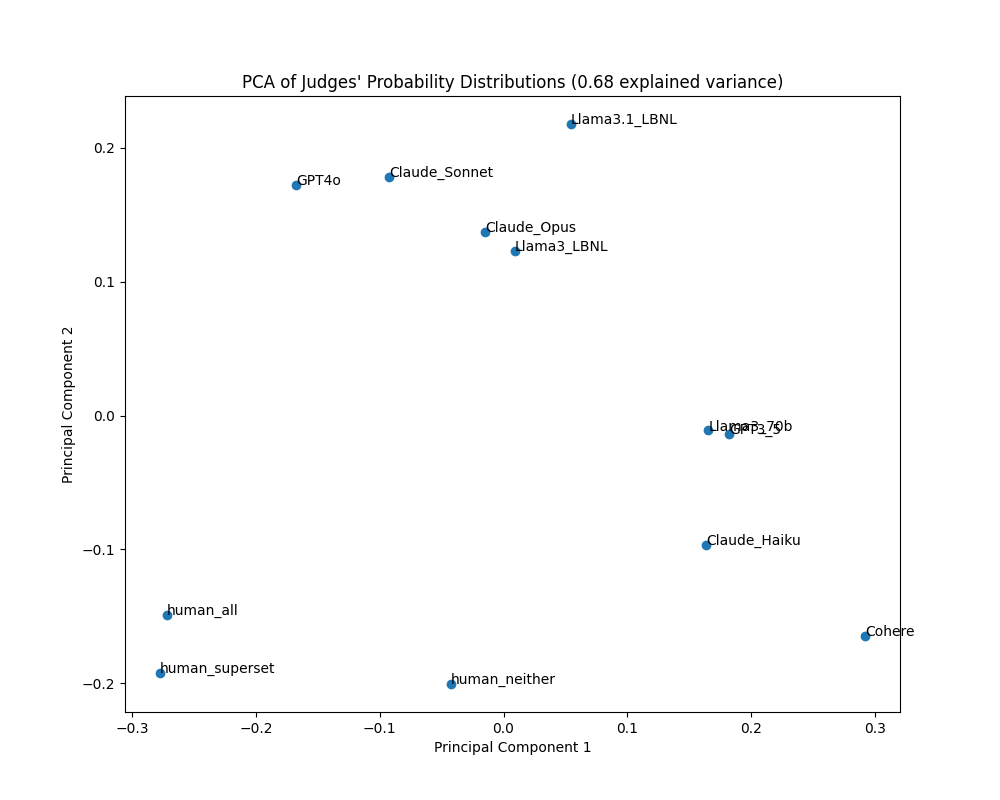 PCA of Judges' Probability Distributions (0.68 explained variance)
Llama3.1_LBNL
Claude_Sonnet
GPT4o
Claude_Opus
Llama3_LBNL
Llama3_70b
GPT3_5
Claude_Haiku
human_all
Cohere
human_superset
human_neither
0.2
0.1
0.0
−0.1
−0.2
Principal Component 2
−0.3
−0.2
−0.1
0.0
0.1
0.2
0.3
Principal Component 1